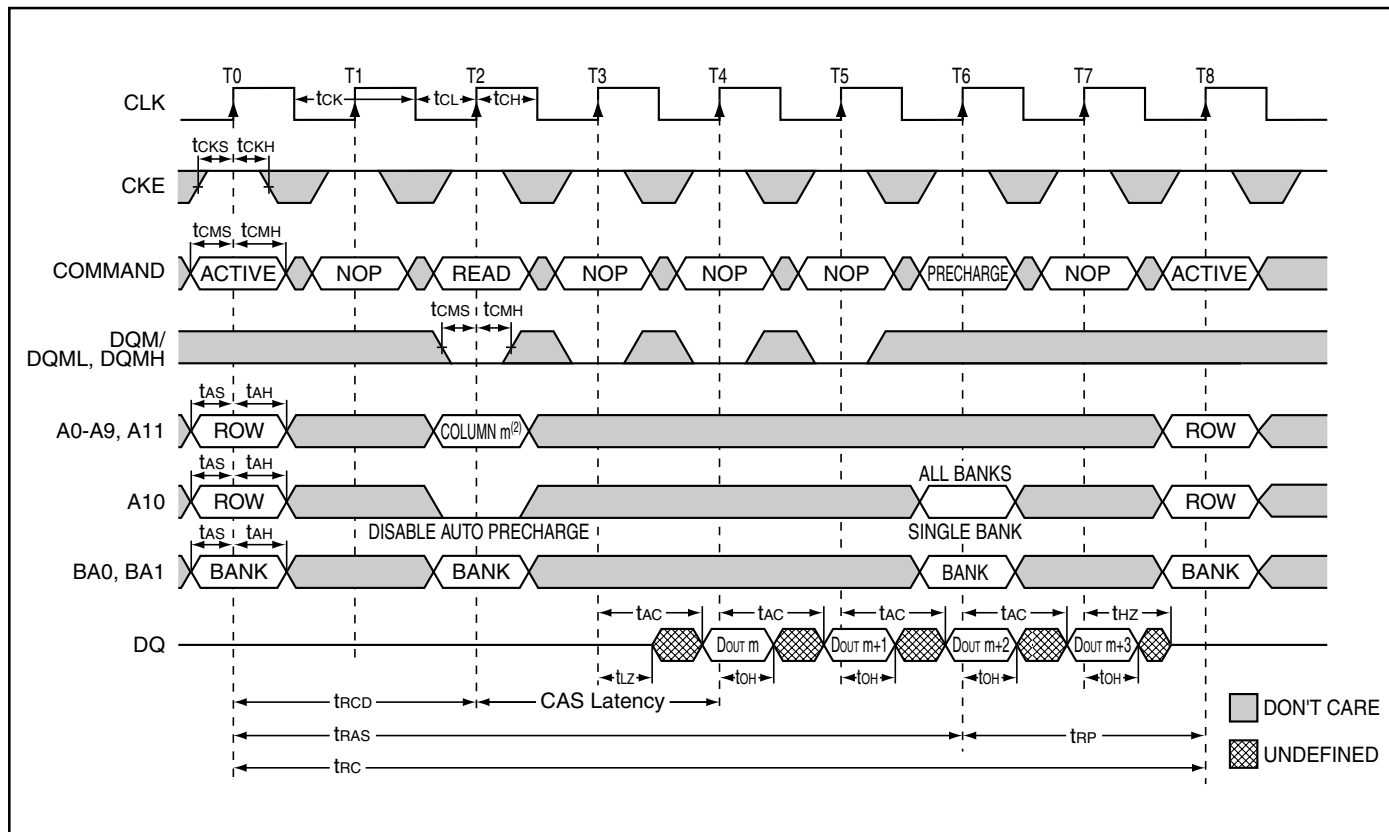 T0 T1 T2 T3 T4 T5 T6 T7 T8
CLK tCK tCL tCH
tCKS tCKH
CKE
tCMS tCMH
COMMAND ACTIVE NOP READ NOP NOP NOP PRECHARGE NOP ACTIVE
tCMS tCMH
DQM/
DQML, DQMH
tAS tAH
A0-A9, A11 ROW COLUMN m(2) ROW
tAS tAH ALL BANKS
A10 ROW ROW
DISABLE AUTO PRECHARGE SINGLE BANK
tAS tAH
BA0, BA1 BANK BANK BANK BANK
tAC tAC tAC tAC tHZ
DQ DOUT m DOUT m+1 DOUT m+2 DOUT m+3
tLZ tOH tOH tOH tOH
tRCD CAS Latency
DON'T CARE
tRAS tRP
UNDEFINED
tRC